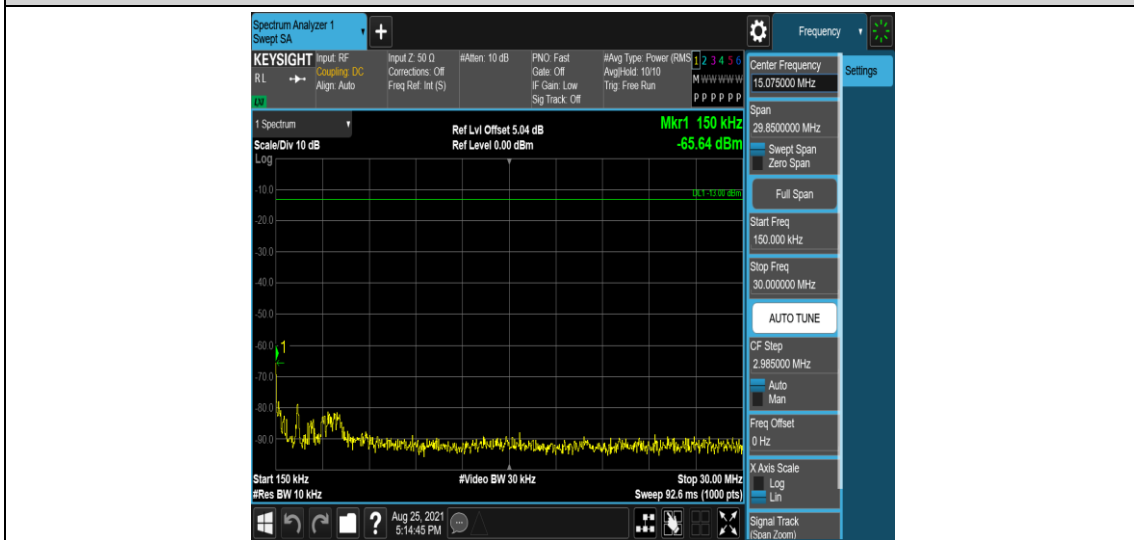 Spectrum Analyzer 1
Swept SA
+
Frequency
KEYSIGHT
RL
LXI
Input: RF
Coupling: DC
Align: Auto
Input Z: 50 Ω
Corrections: Off
Freq Ref: Int (S)
#Atten: 10 dB
PNO: Fast
Gate: Off
IF Gain: Low
Sig Track: Off
#Avg Type: Power (RMS
Avg|Hold: 10/10
Trig: Free Run
1 2 3 4 5 6
M W W W W W
P P P P P P
1 Spectrum
Scale/Div 10 dB
Ref Lvl Offset 5.04 dB
Ref Level 0.00 dBm
Mkr1 150 kHz
-65.64 dBm
Log
DL1 -13.00 dBm
-10.0
-20.0
-30.0
-40.0
-50.0
-60.0
1
-70.0
-80.0
-90.0
Start 150 kHz
#Video BW 30 kHz
Stop 30.00 MHz
#Res BW 10 kHz
Sweep 92.6 ms (1000 pts)
?
Aug 25, 2021
5:14:45 PM
Center Frequency
15.075000 MHz
Settings
Span
29.8500000 MHz
Swept Span
Zero Span
Full Span
Start Freq
150.000 kHz
Stop Freq
30.000000 MHz
AUTO TUNE
CF Step
2.985000 MHz
Auto
Man
Freq Offset
0 Hz
X Axis Scale
Log
Lin
Signal Track
(Span Zoom)